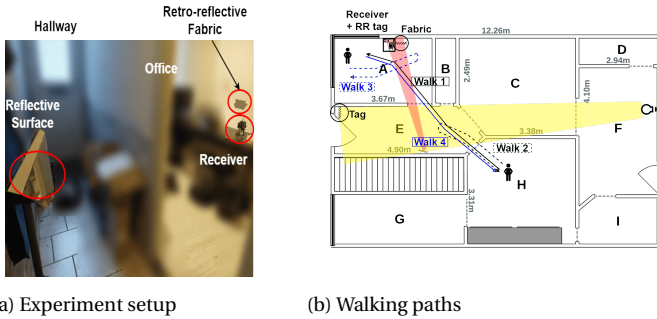 Hallway
Retro-reflective
Fabric
Office
Reflective
Surface
Receiver
a) Experiment setup
Receiver
+ RR tag
Fabric
12.26m
A
B
C
D
2.94m
Walk 1
2.49m
Walk 3
3.67m
4.10m
Tag
E
F
3.38m
4.90m
Walk 4
Walk 2
H
3.31m
G
I
(b) Walking paths